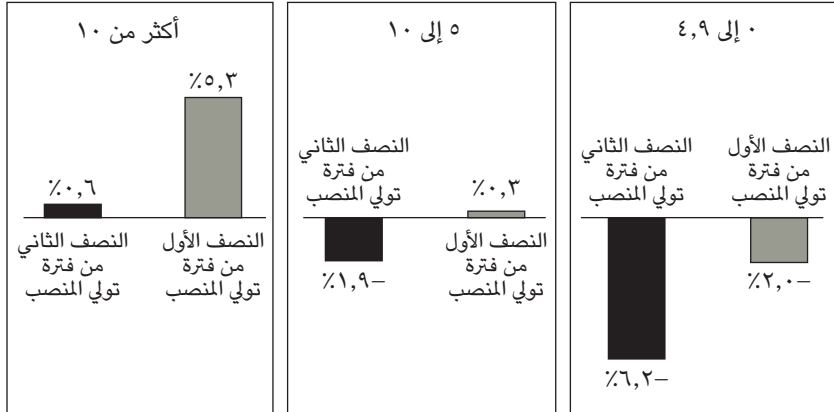 ٠ إلى ٤,٩
النصف الأول
من فترة
تولي المنصب
النصف الثاني
من فترة
تولي المنصب
–٢,٠٪
–٦,٢٪
٥ إلى ١٠
النصف الثاني
من فترة
تولي المنصب
٠,٣٪
النصف الأول
من فترة
تولي المنصب
–١,٩٪
أكثر من ١٠
٥,٣٪
٠,٦٪
النصف الأول
من فترة
تولي المنصب
النصف الثاني
من فترة
تولي المنصب